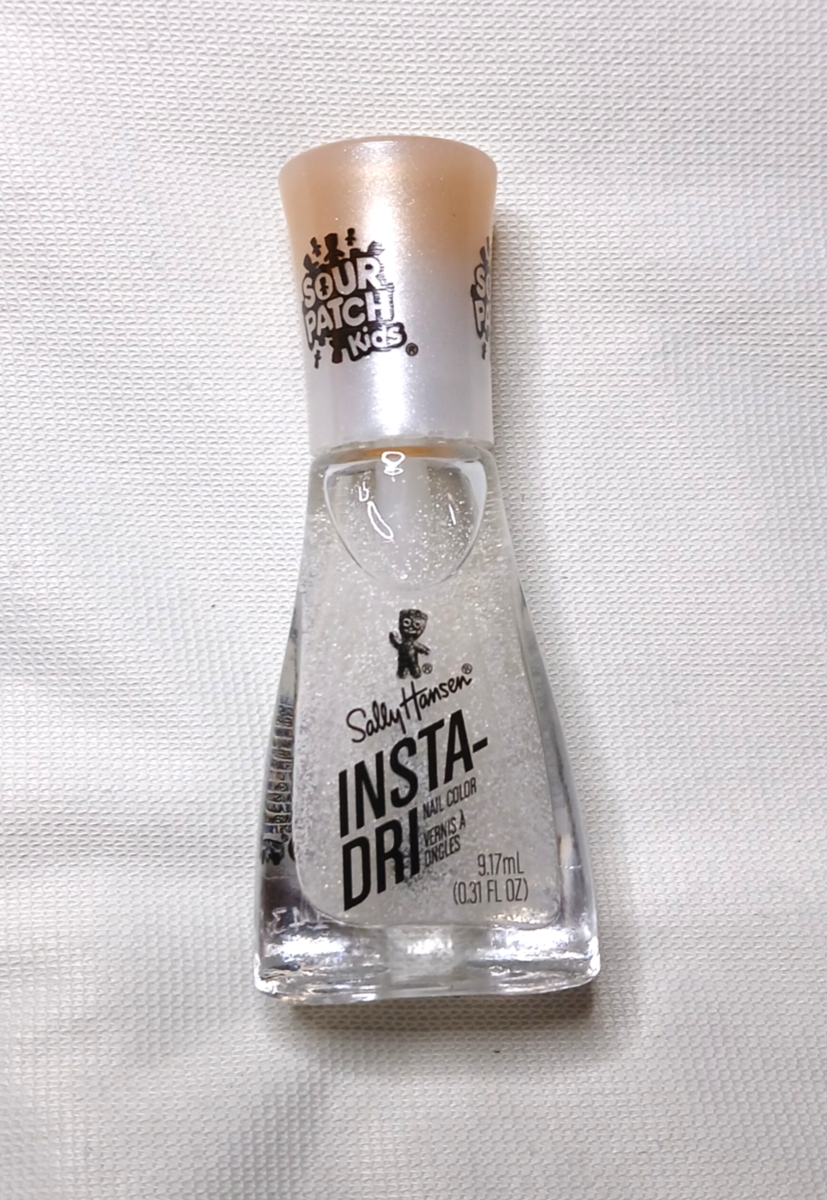 SOUR
PATCH
Kids®
®
Sally Hansen®
INSTA-
DRI
NAIL COLOR
VERNIS À
ONGLES
9.17mL
(0.31 FL OZ)